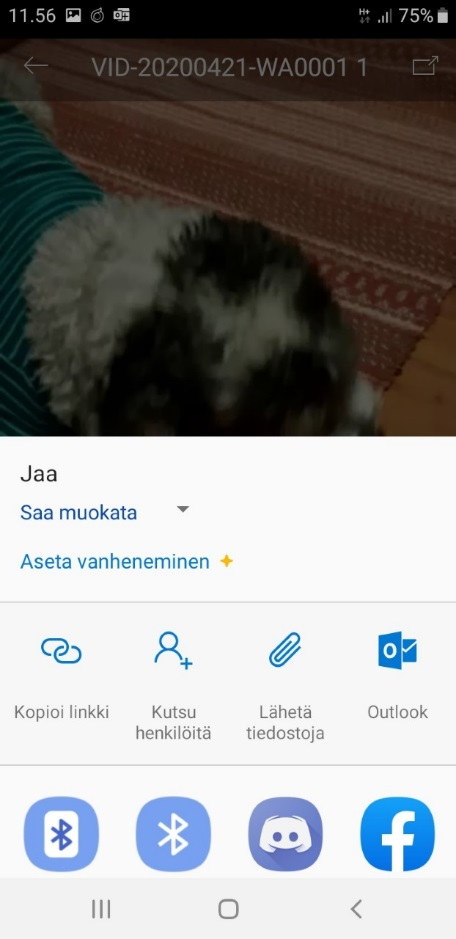 11.56 H+ 75%
VID-20200421-WA0001 1
Jaa
Saa muokata
Aseta vanheneminen
Kopioi linkki
Kutsu
henkilöitä
Lähetä
tiedostoja
Outlook